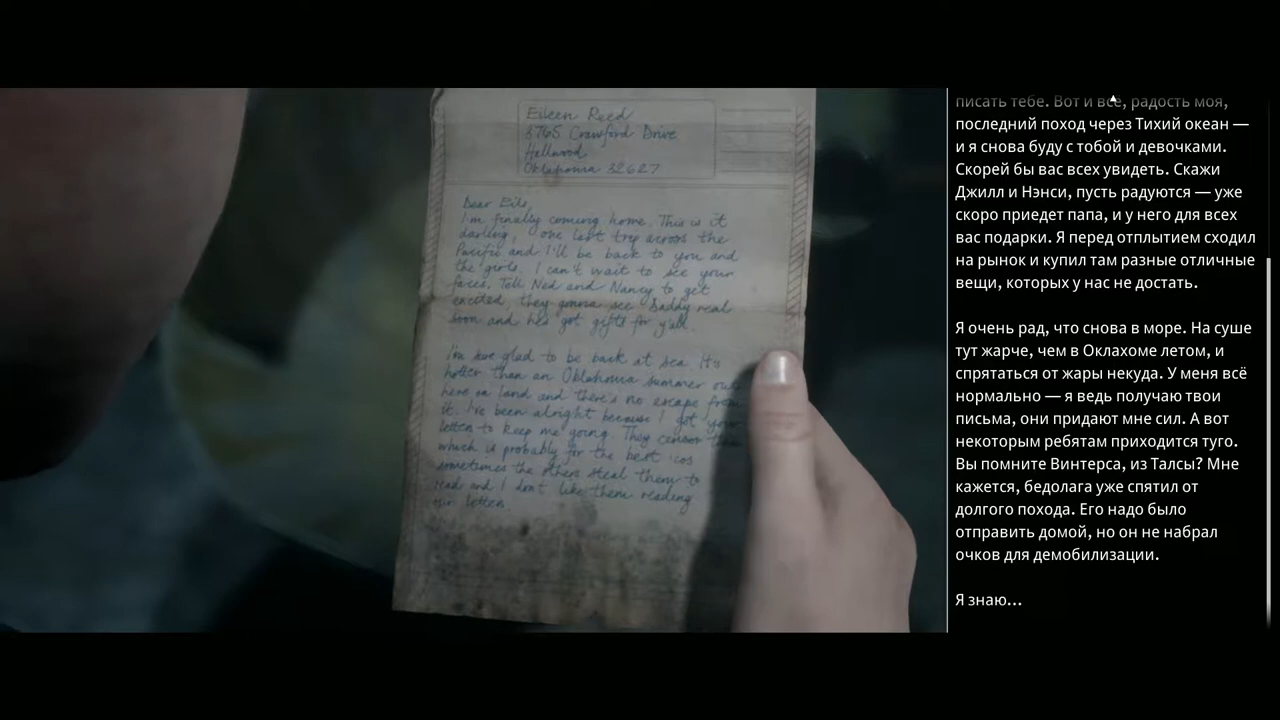 Eileen Reed
3765 Crawford Drive
Hallwood
Oklahoma 32627
Dear Eils,
I'm finally coming home. This is it
darling, one last trip across the
Pacific and I'll be back to you and
the girls. I can't wait to see your
faces. Tell Ned and Nancy to get
excited, they gonna see Daddy real
soon and he's got gifts for y'all.
I'm sure glad to be back at sea. It's
hotter than an Oklahoma summer out
here on land and there's no escape from
it. I've been alright because I got your
letters to keep me going. They censor them
which is probably for the best 'cos
sometimes the others steal them to
read and I don't like them reading
our letters.
писать тебе. Вот и всё, радость моя,
последний поход через Тихий океан —
и я снова буду с тобой и девочками.
Скорей бы вас всех увидеть. Скажи
Джилл и Нэнси, пусть радуются — уже
скоро приедет папа, и у него для всех
вас подарки. Я перед отплытием сходил
на рынок и купил там разные отличные
вещи, которых у нас не достать.
Я очень рад, что снова в море. На суше
тут жарче, чем в Оклахоме летом, и
спрятаться от жары некуда. У меня всё
нормально — я ведь получаю твои
письма, они придают мне сил. А вот
некоторым ребятам приходится туго.
Вы помните Винтерса, из Талсы? Мне
кажется, бедолага уже спятил от
долгого похода. Его надо было
отправить домой, но он не набрал
очков для демобилизации.
Я знаю...